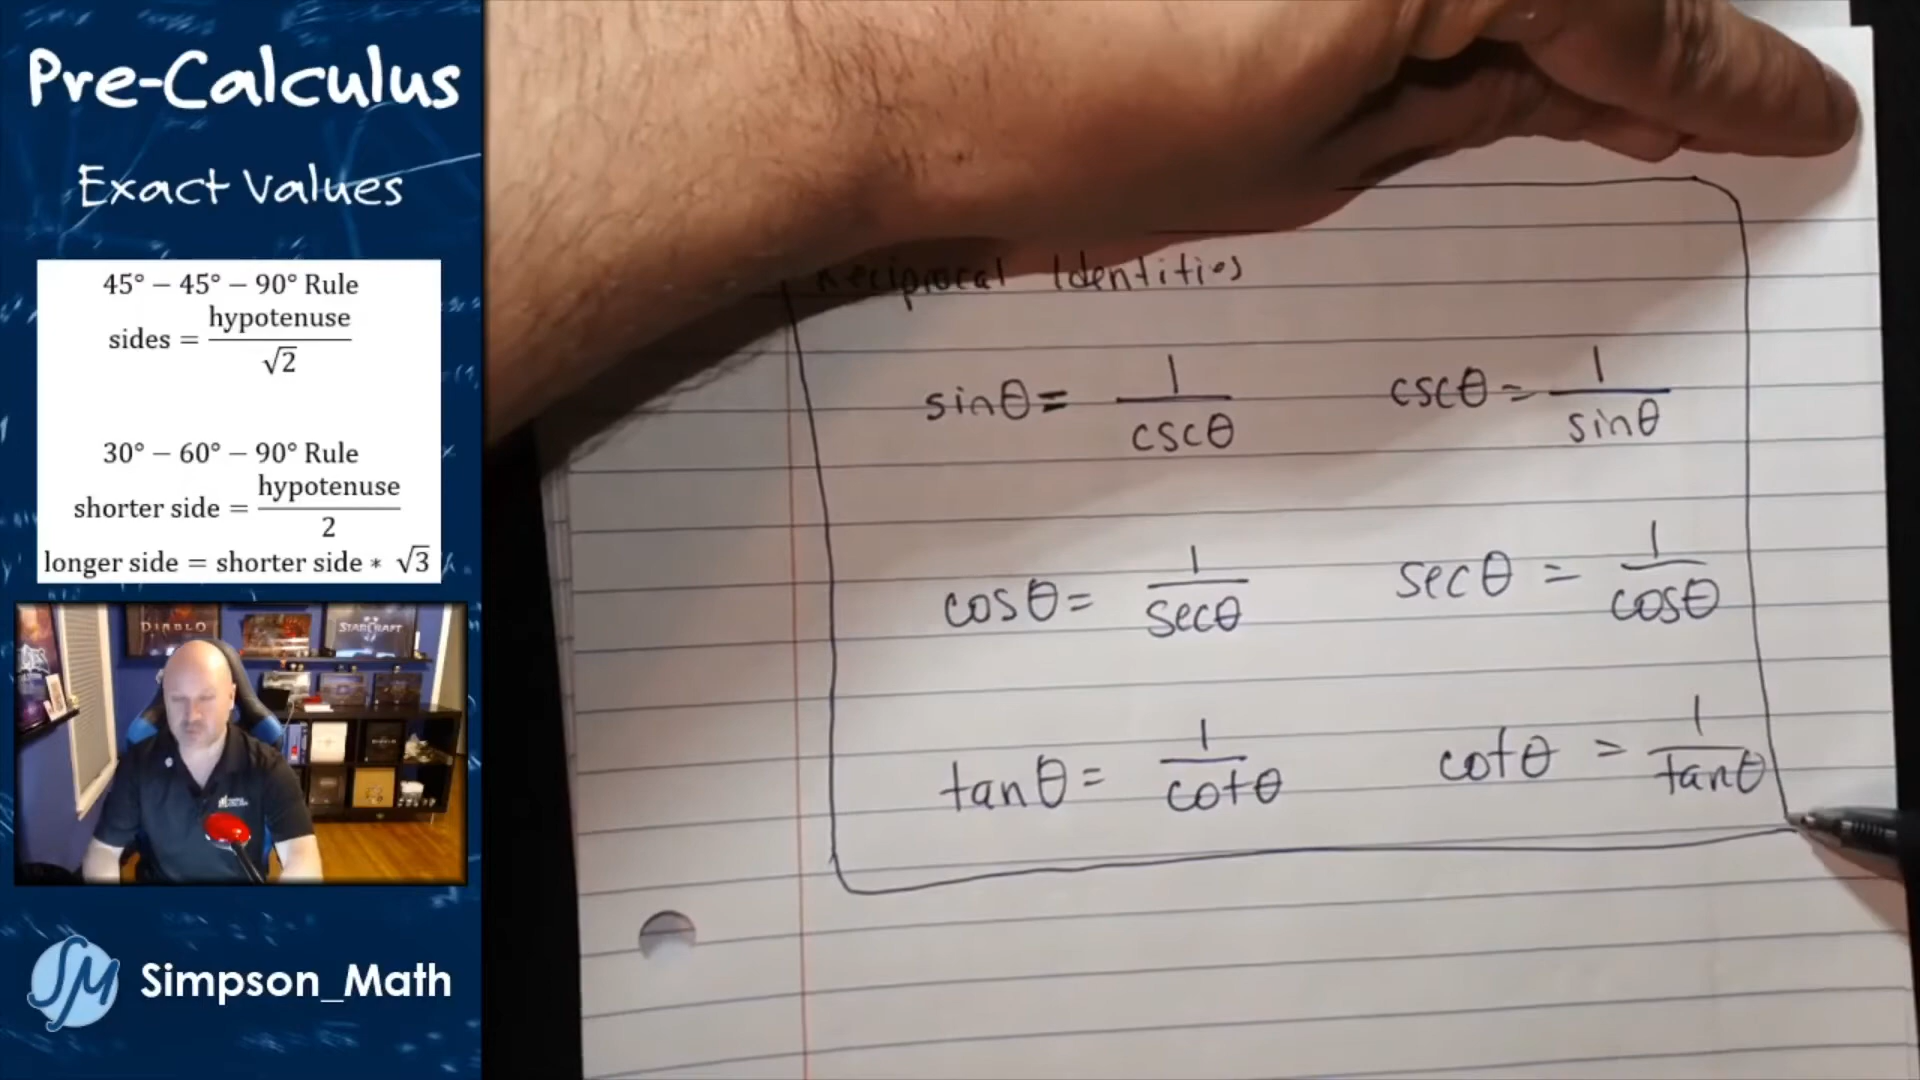 Pre-Calculus
Exact Values
45° – 45° – 90° Rule
sides = hypotenuse / √2
30° – 60° – 90° Rule
shorter side = hypotenuse / 2
longer side = shorter side * √3
DIABLO
STARCRAFT
SM Simpson_Math
Reciprocal Identities
sinθ = 1 / cscθ
cscθ = 1 / sinθ
cosθ = 1 / secθ
secθ = 1 / cosθ
tanθ = 1 / cotθ
cotθ = 1 / tanθ